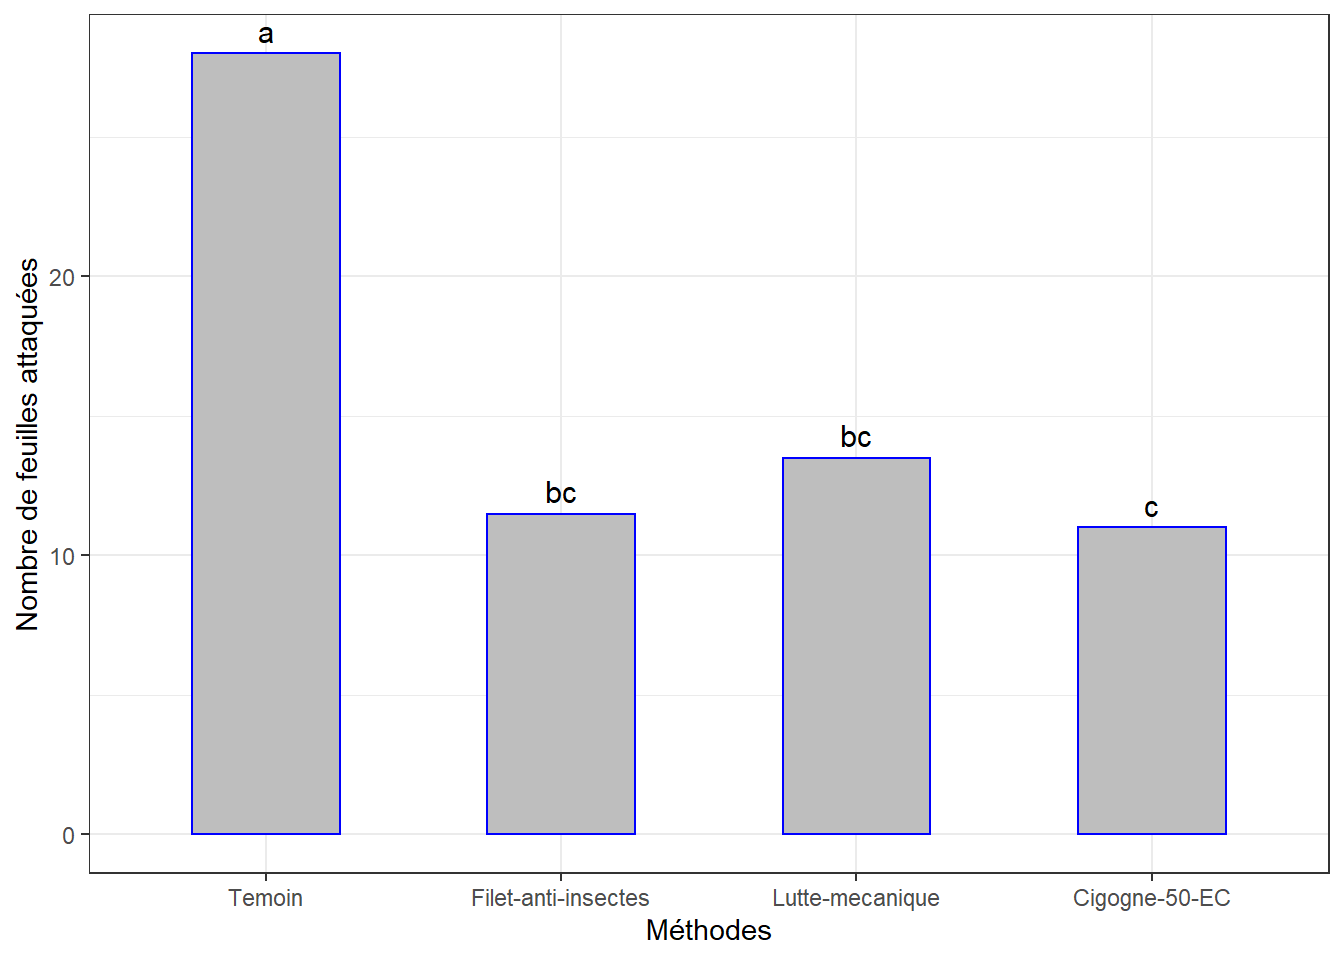 Nombre de feuilles attaquées
20
10
0
a
bc
bc
c
Temoin
Filet-anti-insectes
Lutte-mecanique
Cigogne-50-EC
Méthodes